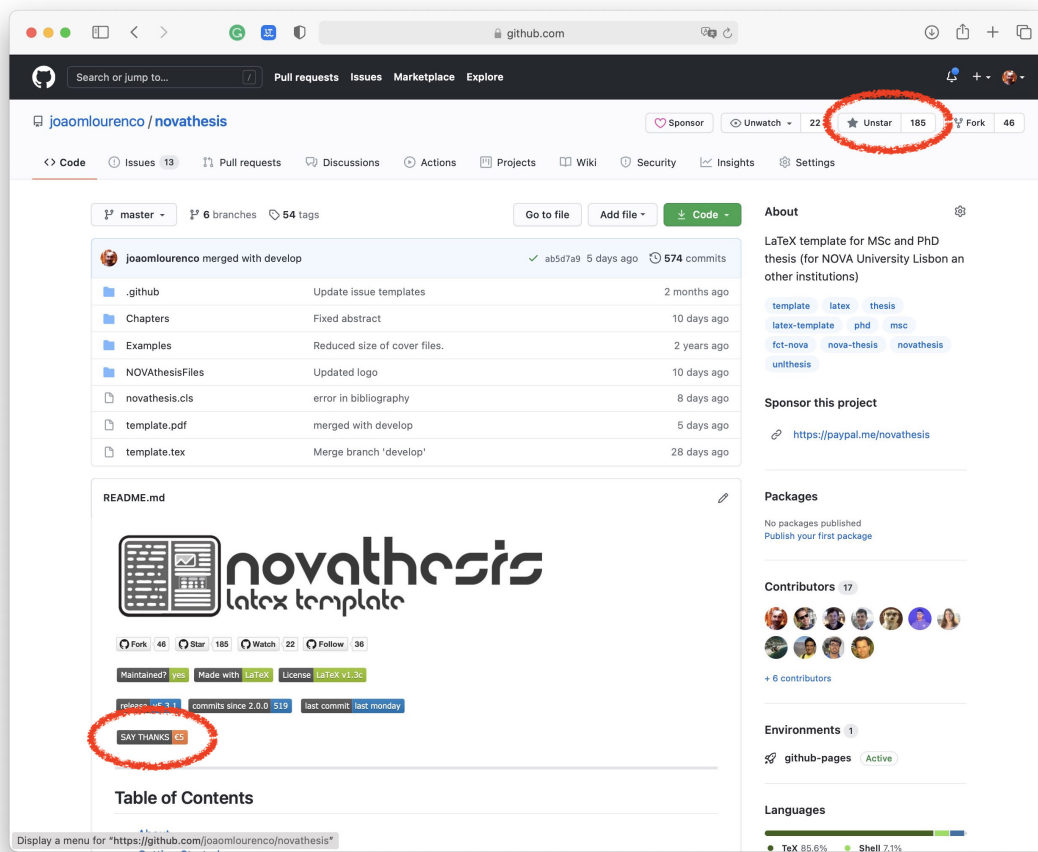 github.com
Search or jump to... / Pull requests Issues Marketplace Explore
joaomlourenco / novathesis
Sponsor Unwatch 22 Unstar 185 Fork 46
Code Issues 13 Pull requests Discussions Actions Projects Wiki Security Insights Settings
master 6 branches 54 tags Go to file Add file Code
joaomlourenco merged with develop ab5d7a9 5 days ago 574 commits
.github Update issue templates 2 months ago
Chapters Fixed abstract 10 days ago
Examples Reduced size of cover files. 2 years ago
NOVAthesisFiles Updated logo 10 days ago
novathesis.cls error in bibliography 8 days ago
template.pdf merged with develop 5 days ago
template.tex Merge branch 'develop' 28 days ago
README.md
novathesis
latex template
Fork 46 Star 185 Watch 22 Follow 36
Maintained? yes Made with LaTeX License LaTeX v1.3c
release v5.3.1 commits since 2.0.0 519 last commit last monday
SAY THANKS €5
Table of Contents
About
Display a menu for "https://github.com/joaomlourenco/novathesis"
About
LaTeX template for MSc and PhD
thesis (for NOVA University Lisbon an
other institutions)
template latex thesis
latex-template phd msc
fct-nova nova-thesis novathesis
unlthesis
Sponsor this project
https://paypal.me/novathesis
Packages
No packages published
Publish your first package
Contributors 17
+ 6 contributors
Environments 1
github-pages Active
Languages
TeX 85.6% Shell 7.1%